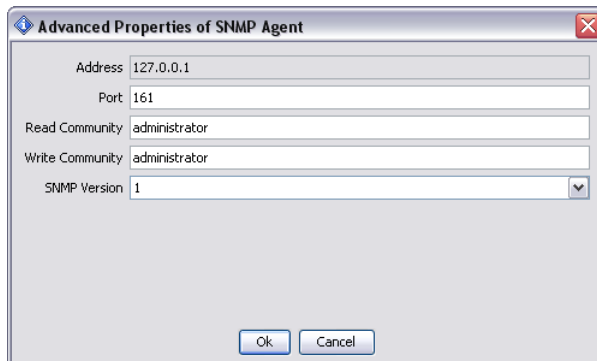 Advanced Properties of SNMP Agent
Address 127.0.0.1
Port 161
Read Community administrator
Write Community administrator
SNMP Version 1
Ok Cancel